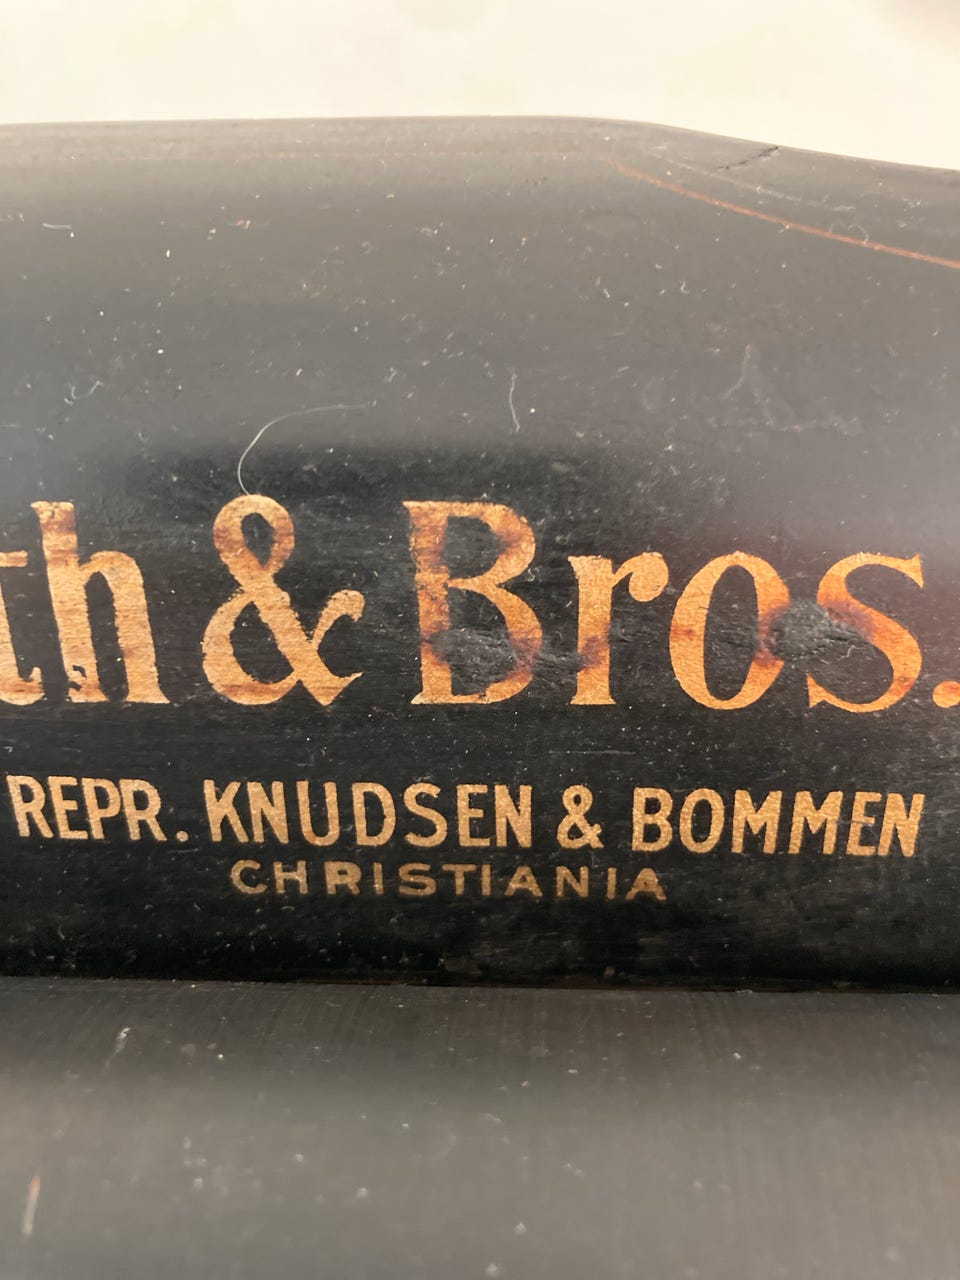 th & Bros.
REPR. KNUDSEN & BOMMEN
CHRISTIANIA